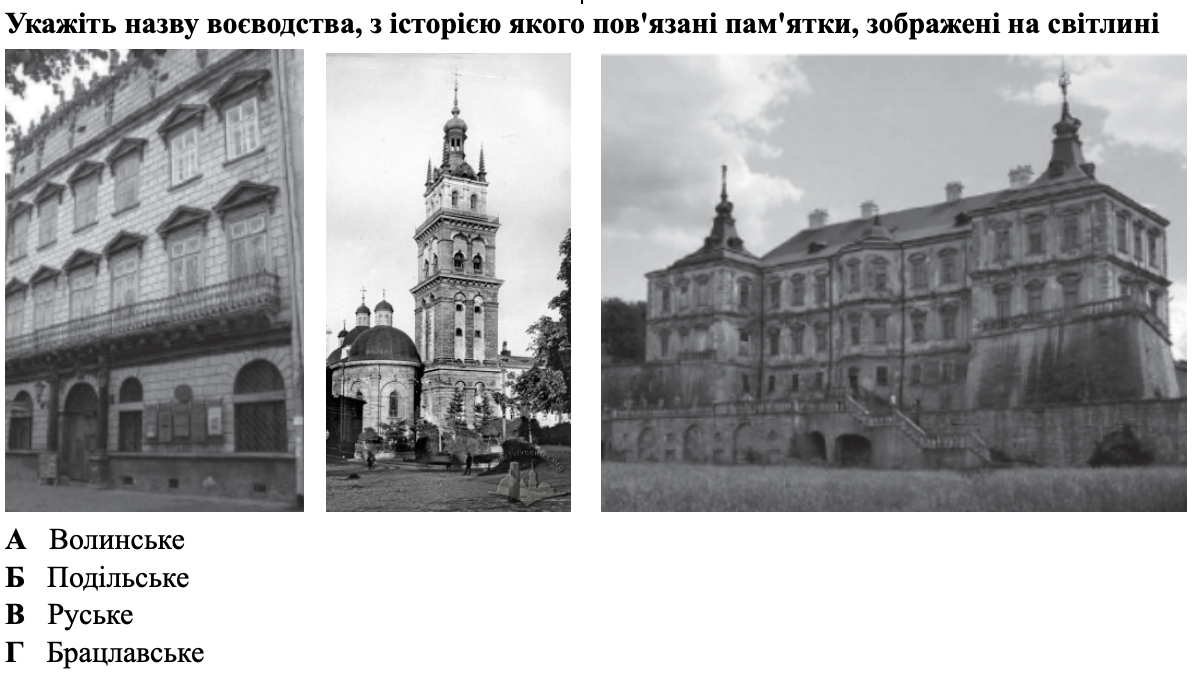 Укажіть назву воєводства, з історією якого пов'язані пам'ятки, зображені на світлині
А Волинське
Б Подільське
В Руське
Г Брацлавське